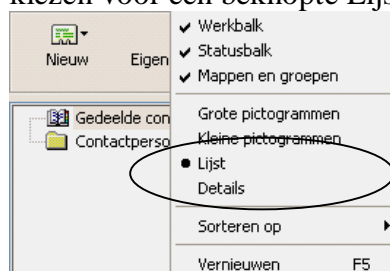 kiezen voor een beknopte Lijs
Nieuw Eigen
Werkbalk
Statusbalk
Mappen en groepen
Grote pictogrammen
Kleine pictogrammen
Lijst
Details
Sorteren op
Vernieuwen F5
Gedeelde con
Contactperso